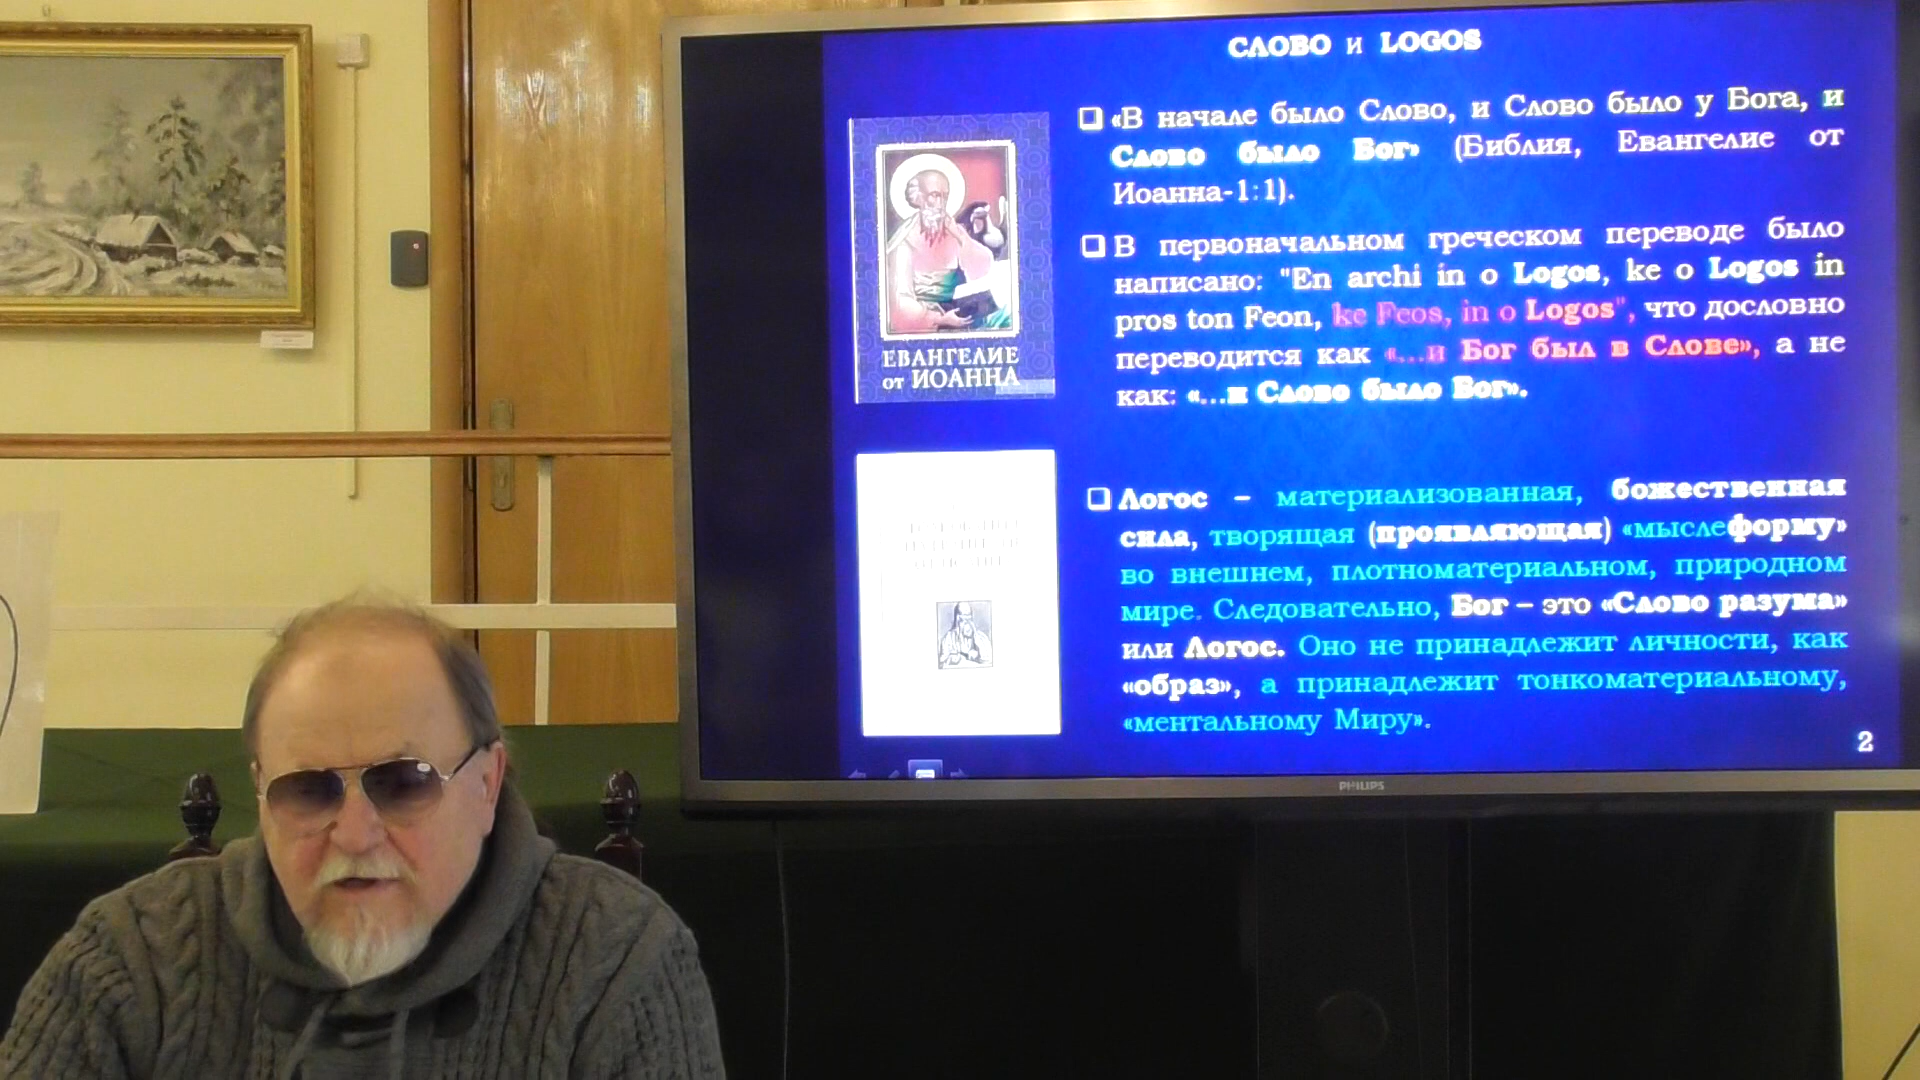 СЛОВО и LOGOS
❑ «В начале было Слово, и Слово было у Бога, и
Слово было Бог» (Библия, Евангелие от
Иоанна-1:1).
❑ В первоначальном греческом переводе было
написано: "En archi in o Logos, ke o Logos in
pros ton Feon, ke Feos, in o Logos", что дословно
переводится как «...и Бог был в Слове», а не
как: «...и Слово было Бог».
❑ Логос – материализованная, божественная
сила, творящая (проявляющая) «мыслеформу»
во внешнем, плотноматериальном, природном
мире. Следовательно, Бог – это «Слово разума»
или Логос. Оно не принадлежит личности, как
«образ», а принадлежит тонкоматериальному,
«ментальному Миру».
2
ЕВАНГЕЛИЕ
от ИОАННА
PHILIPS